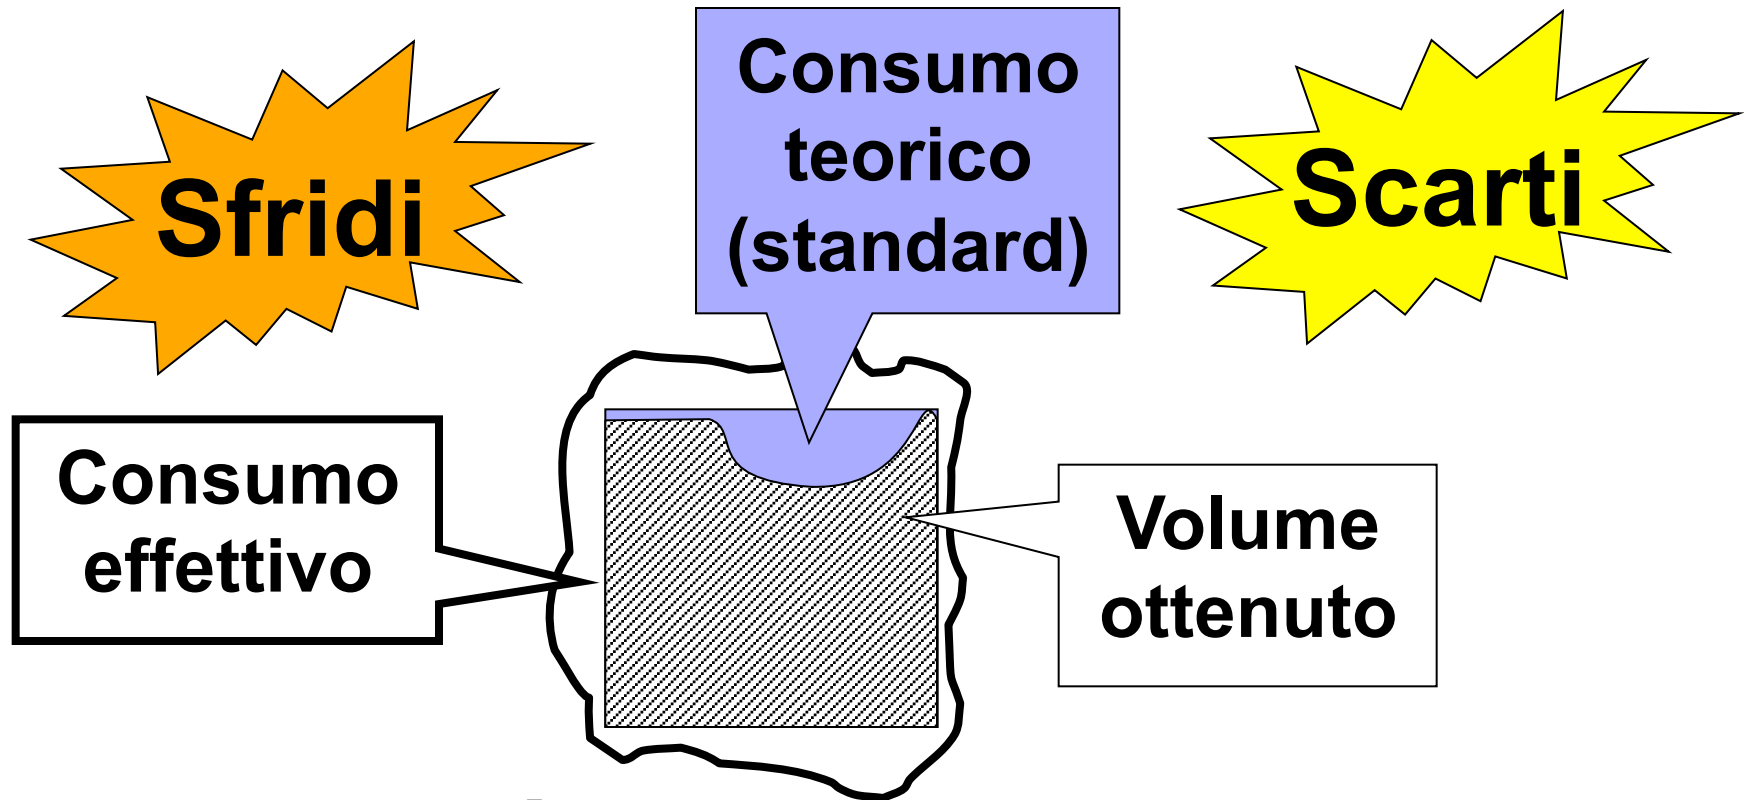 Sfridi
Consumo
teorico
(standard)
Scarti
Consumo
effettivo
Volume
ottenuto